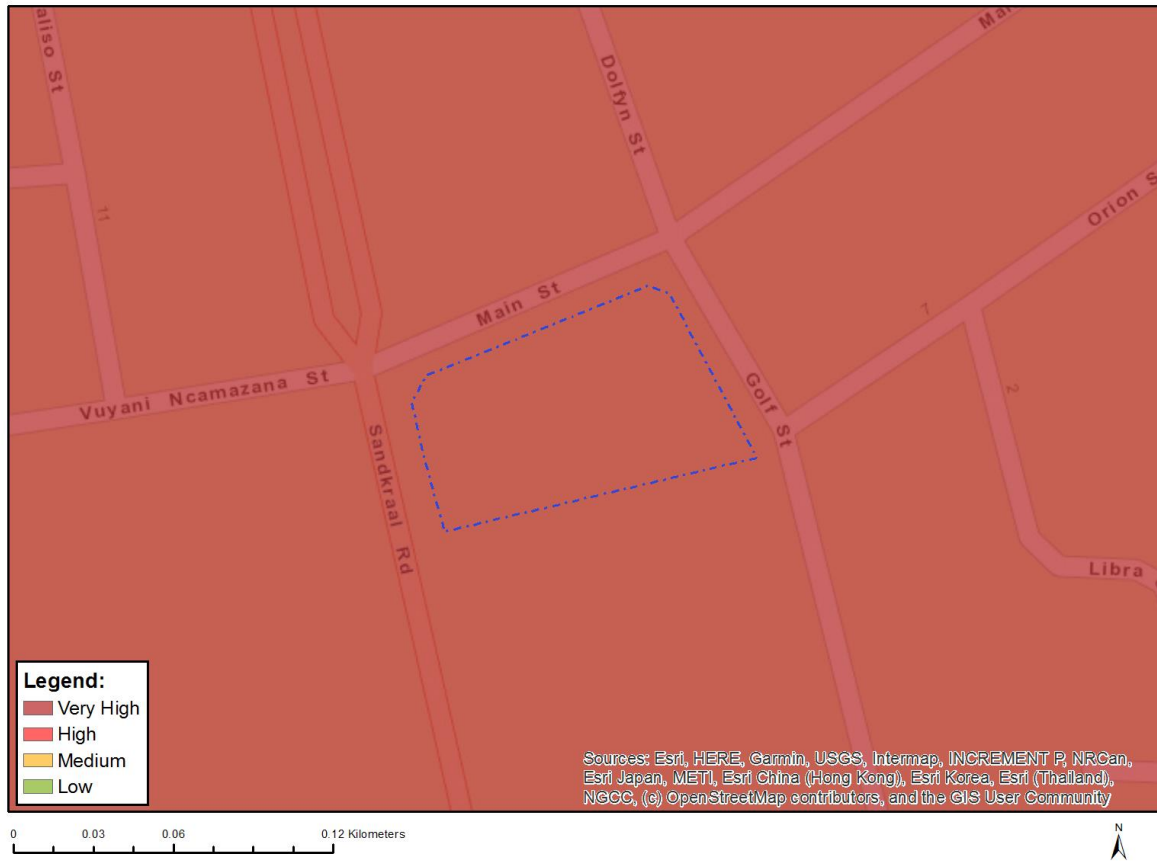 aliso St
Dolfyn St
Mai
Orion S
11
Main St
7
Vuyani Ncamazana St
Golf St
2
Sandkraal Rd
Libra
Legend:
Very High
High
Medium
Low
Sources: Esri, HERE, Garmin, USGS, Intermap, INCREMENT P, NRCan,
Esri Japan, METI, Esri China (Hong Kong), Esri Korea, Esri (Thailand),
NGCC, (c) OpenStreetMap contributors, and the GIS User Community
0 0.03 0.06 0.12 Kilometers
N